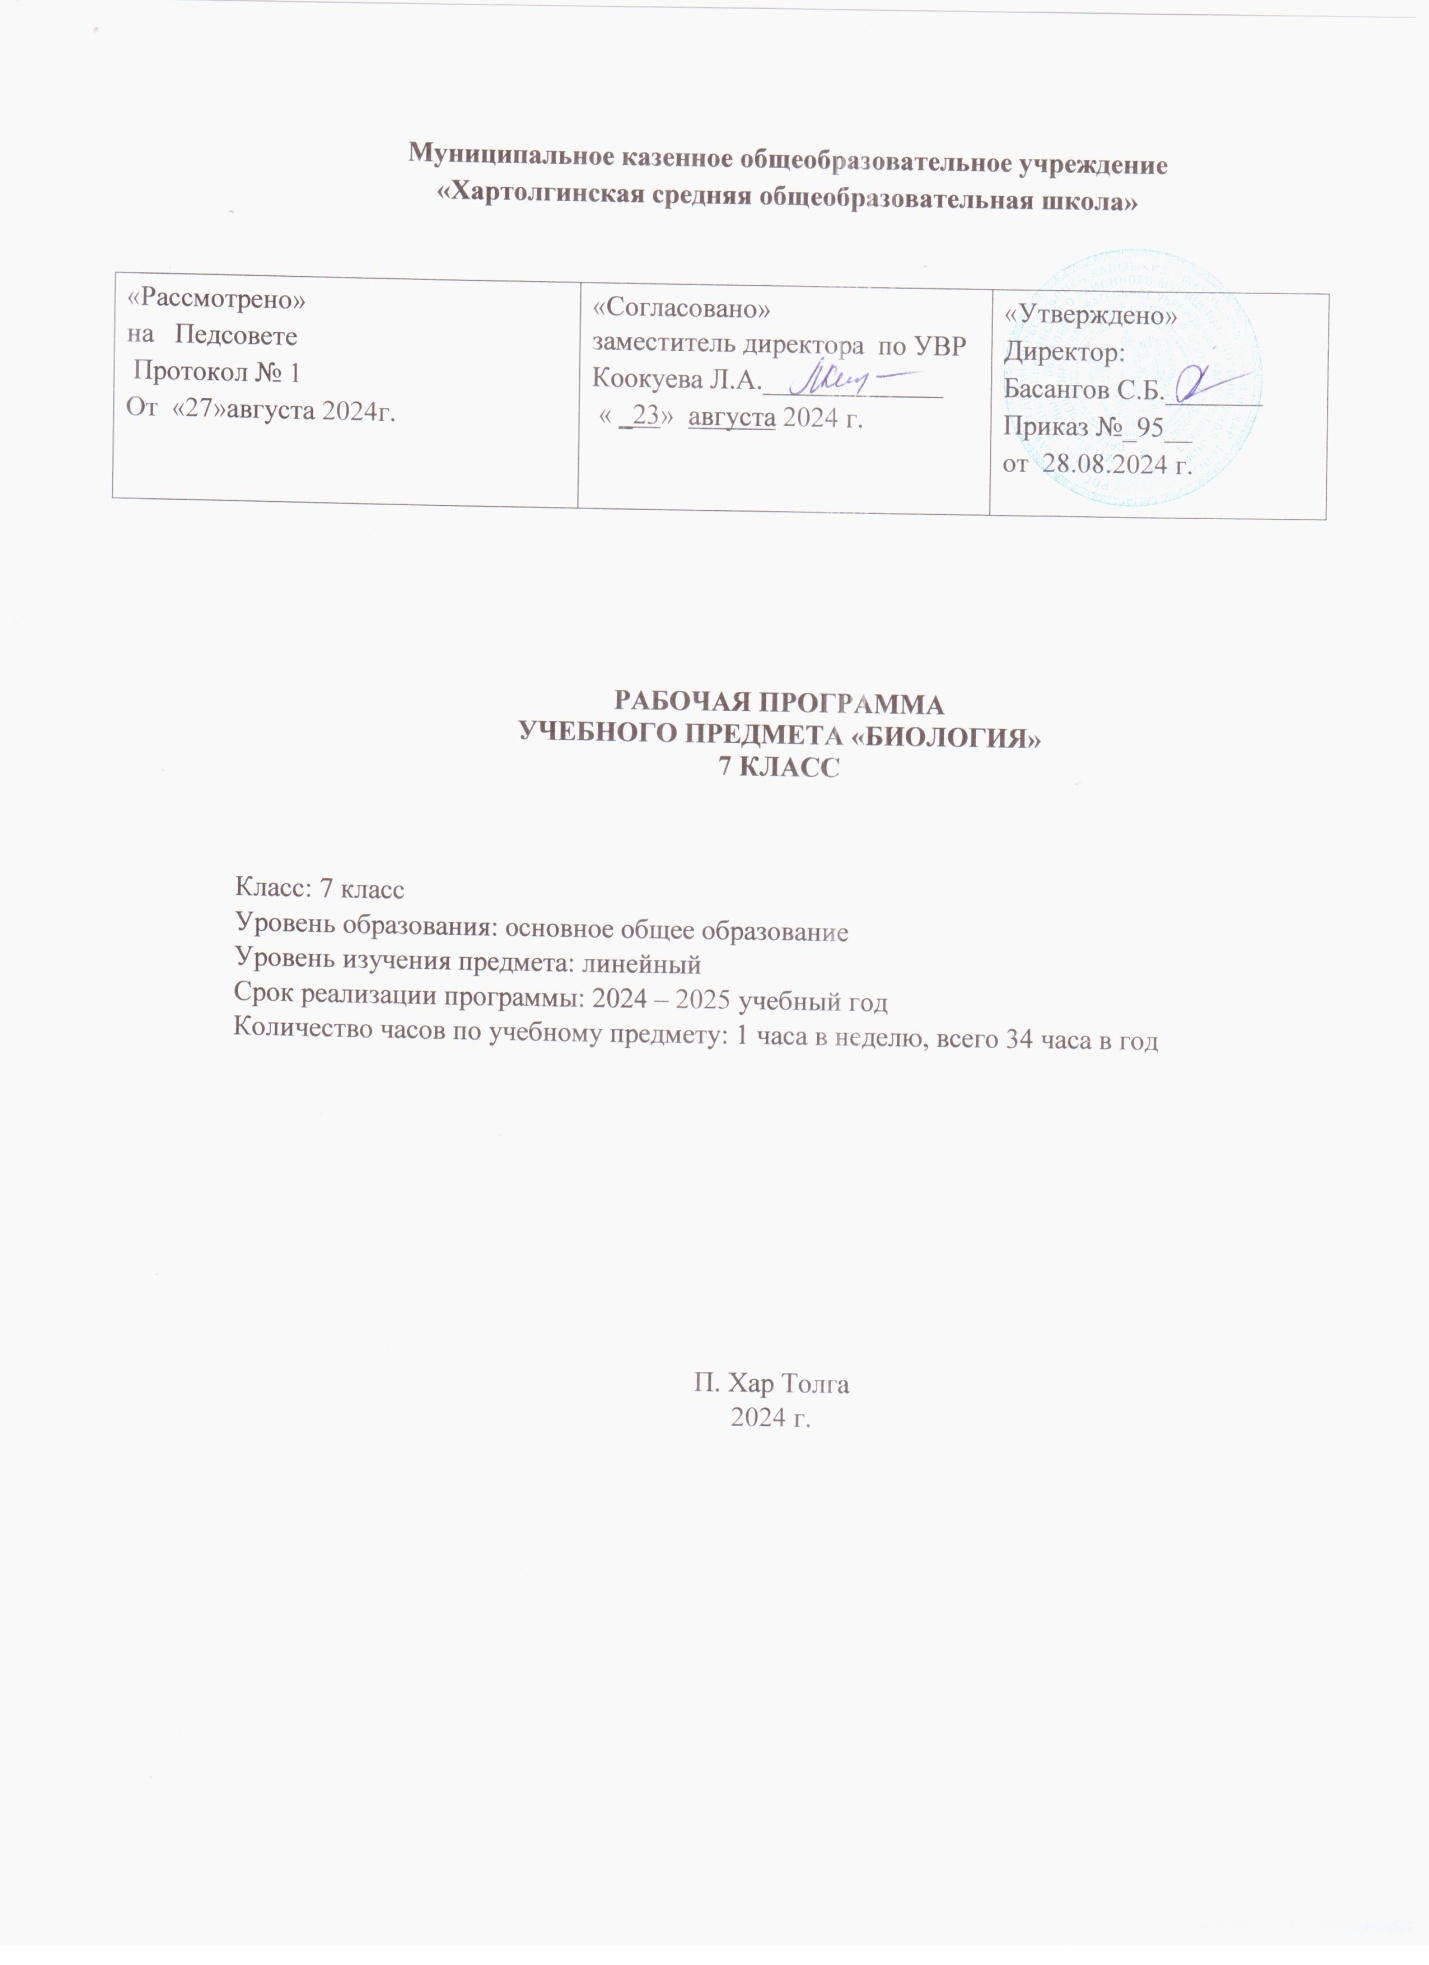 Муниципальное казенное общеобразовательное учреждение
«Хартолгинская средняя общеобразовательная школа»
«Рассмотрено»
на Педсовете
Протокол № 1
От «27»августа 2024г.
«Согласовано»
заместитель директора по УВР
Коокуева Л.А._____________
« _23» августа 2024 г.
«Утверждено»
Директор:
Басангов С.Б._______
Приказ №_95__
от 28.08.2024 г.
РАБОЧАЯ ПРОГРАММА
УЧЕБНОГО ПРЕДМЕТА «БИОЛОГИЯ»
7 КЛАСС
Класс: 7 класс
Уровень образования: основное общее образование
Уровень изучения предмета: линейный
Срок реализации программы: 2024 – 2025 учебный год
Количество часов по учебному предмету: 1 часа в неделю, всего 34 часа в год
П. Хар Толга
2024 г.